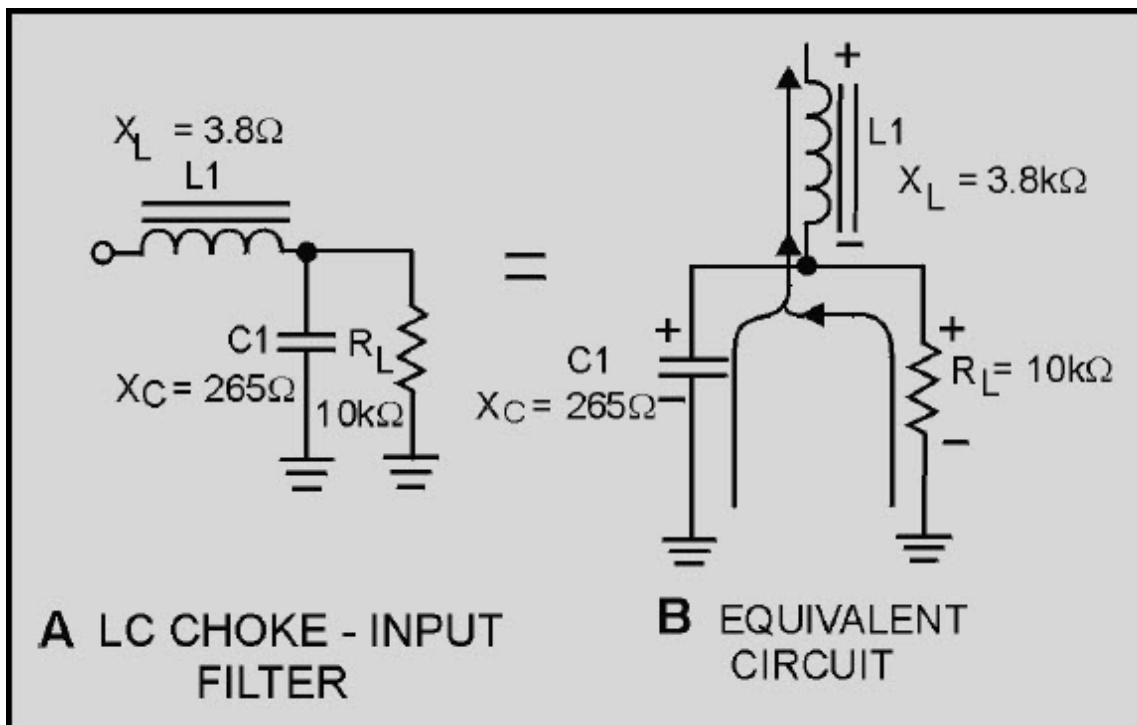 X_L = 3.8Ω
L1
C1
X_C = 265Ω
R_L
10kΩ
=
+
L1
X_L = 3.8kΩ
−
+
C1
X_C = 265Ω
−
+
R_L = 10kΩ
−
A LC CHOKE - INPUT
FILTER
B EQUIVALENT
CIRCUIT